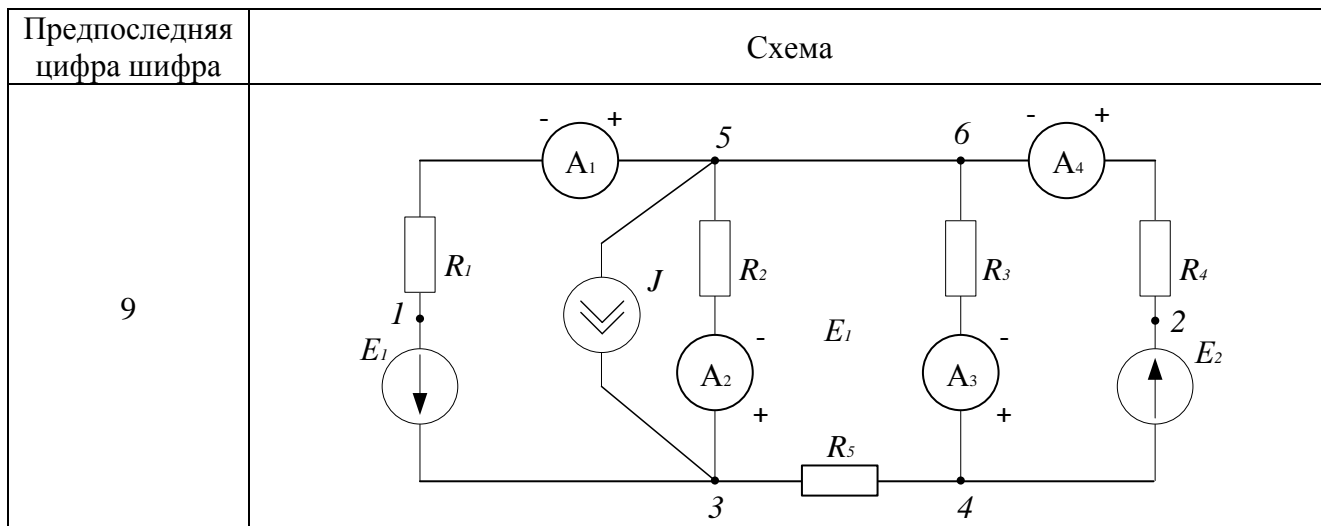 Предпоследняя
цифра шифра
Схема
9
- +
A1
5
6
- +
A4
R1
J
R2
R3
R4
1
2
E1
E1
E2
-
A2
+
-
A3
+
R5
3
4